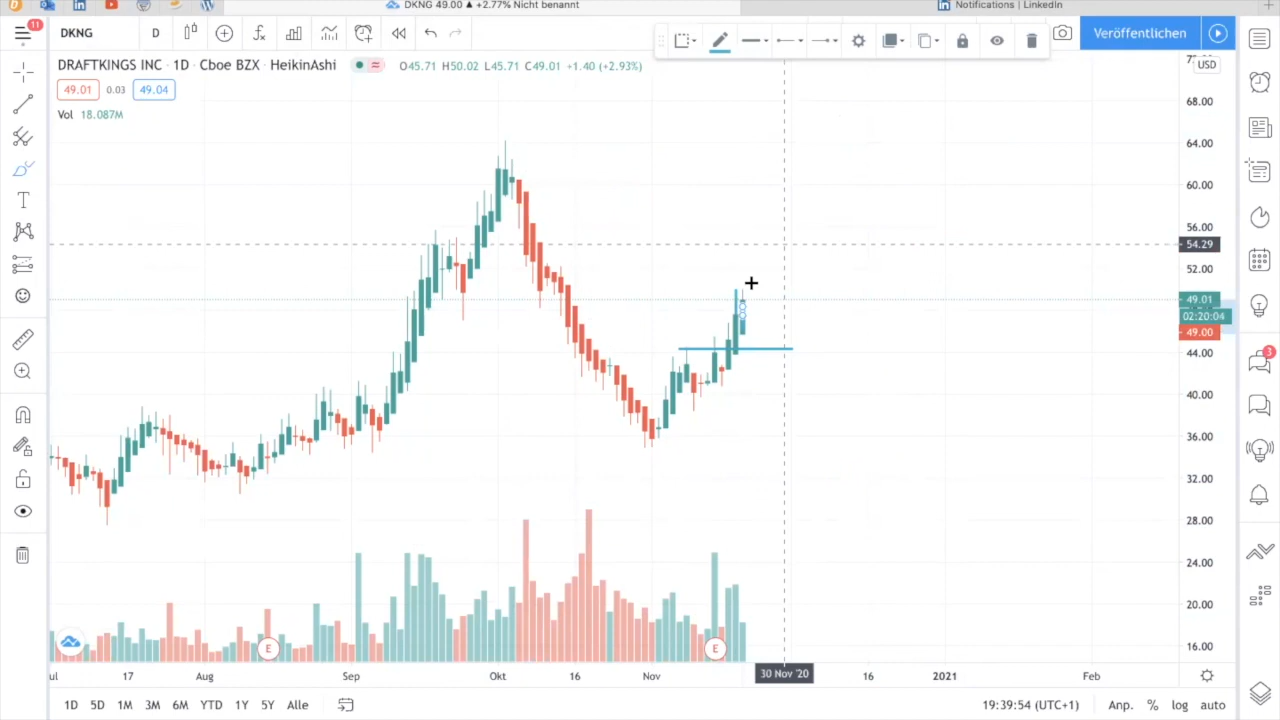 DKNG 49.00 ▲ +2.77% Nicht benannt
Notifications | LinkedIn
11
DKNG
D
Veröffentlichen
DRAFTKINGS INC · 1D · Cboe BZX · HeikinAshi
O45.71 H50.02 L45.71 C49.01 +1.40 (+2.93%)
USD
49.01 0.03 49.04
Vol 18.087M
68.00
64.00
60.00
56.00
54.29
52.00
49.01
02:20:04
49.00
44.00
40.00
36.00
32.00
28.00
24.00
20.00
16.00
3
E
E
17
Aug
Sep
Okt
16
Nov
30 Nov '20
16
2021
Feb
1D 5D 1M 3M 6M YTD 1Y 5Y Alle
19:39:54 (UTC+1)
Anp. % log auto